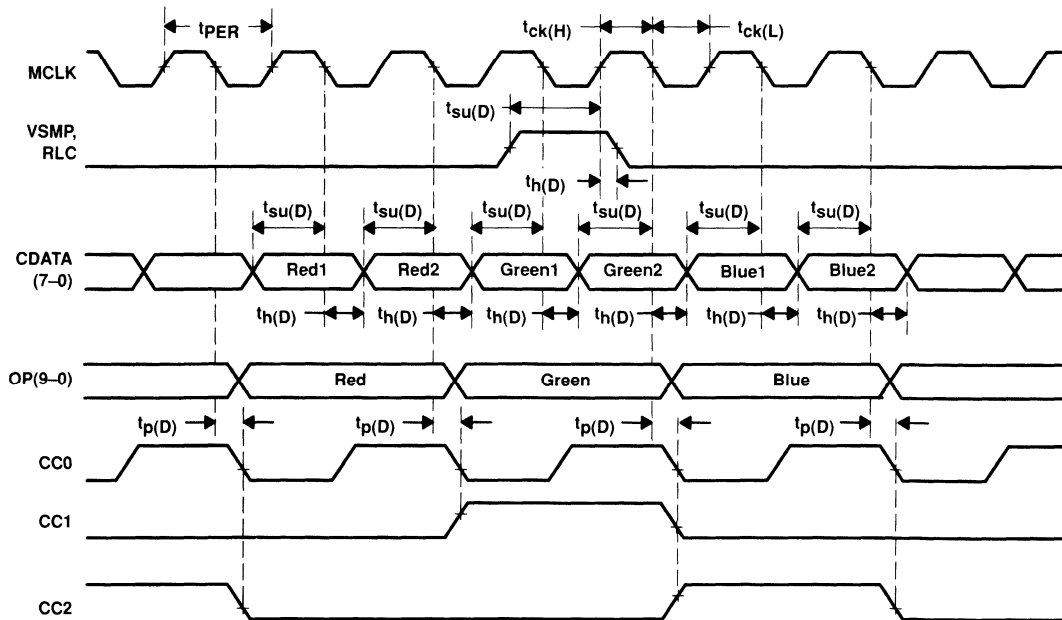 tPER
tck(H)
tck(L)
MCLK
tsu(D)
VSMP,
RLC
th(D)
tsu(D) tsu(D) tsu(D) tsu(D) tsu(D) tsu(D)
CDATA
(7–0)
Red1 Red2 Green1 Green2 Blue1 Blue2
th(D) th(D) th(D) th(D) th(D) th(D)
OP(9–0) Red Green Blue
tp(D) tp(D) tp(D) tp(D)
CC0
CC1
CC2